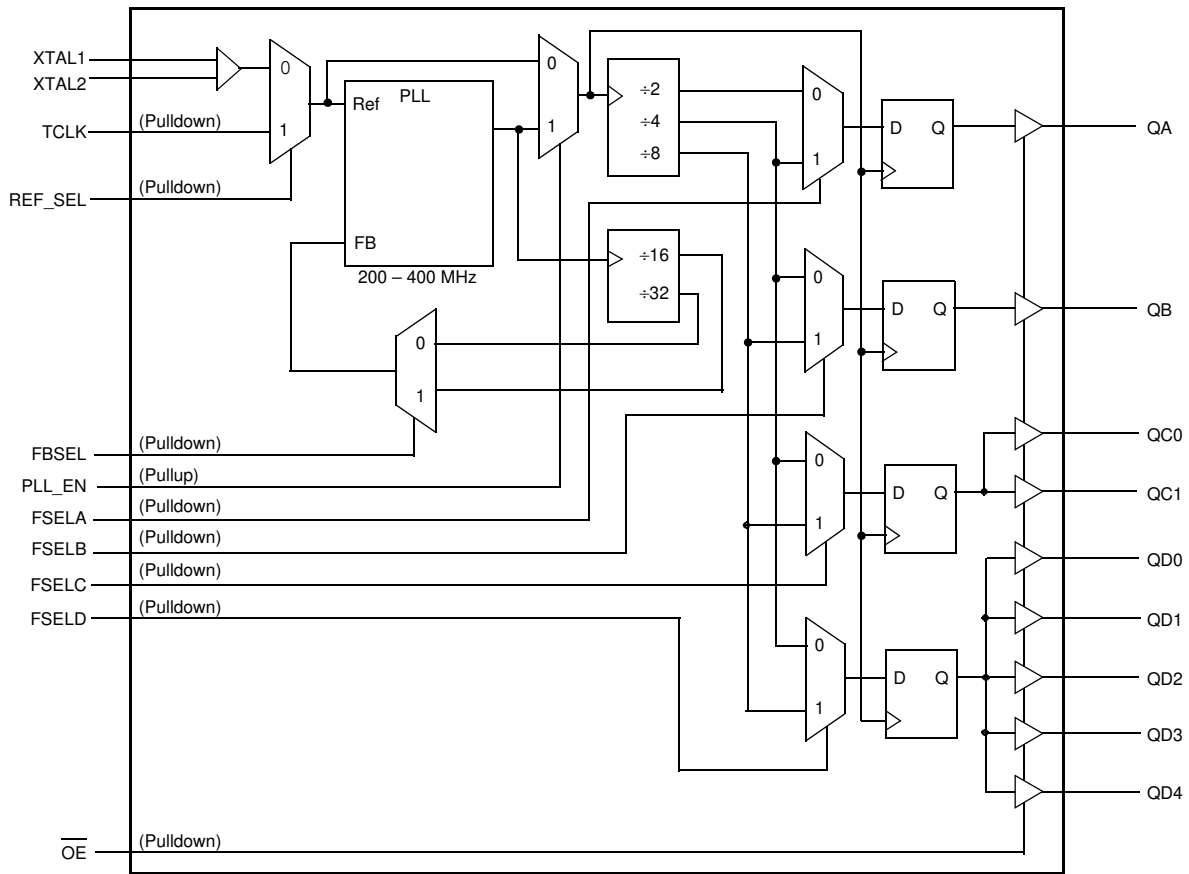 XTAL1
XTAL2
TCLK
(Pulldown)
REF_SEL
(Pulldown)
0
1
Ref
PLL
FB
200 – 400 MHz
0
1
÷2
÷4
÷8
÷16
÷32
0
1
0
1
D Q
QA
0
1
D Q
QB
0
1
D Q
QC0
QC1
0
1
D Q
QD0
QD1
QD2
QD3
QD4
FBSEL
(Pulldown)
PLL_EN
(Pullup)
FSELA
(Pulldown)
FSELB
(Pulldown)
FSELC
(Pulldown)
FSELD
(Pulldown)
OE
(Pulldown)